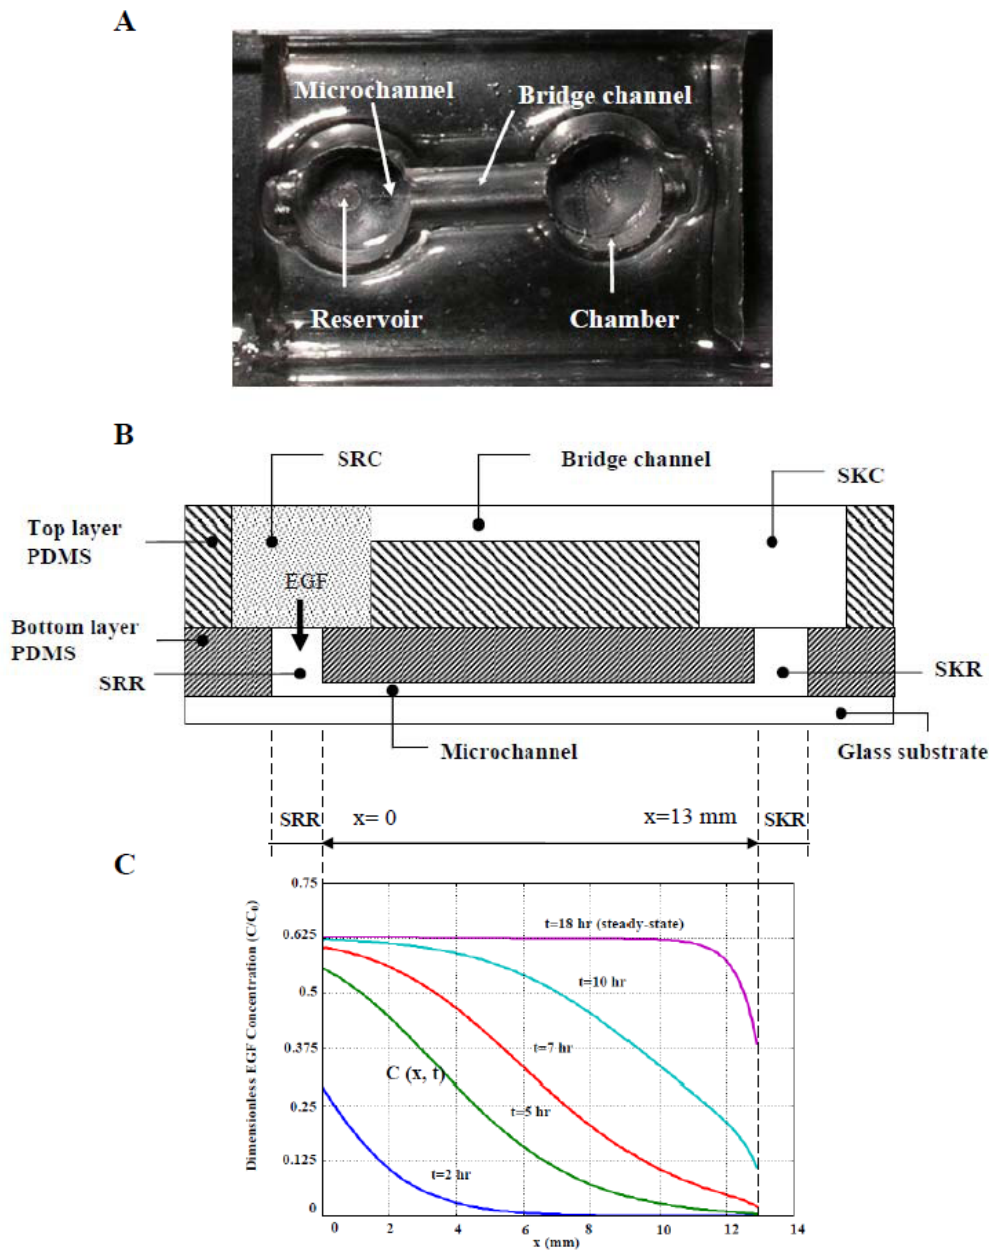 A
Microchannel
Bridge channel
Reservoir
Chamber
B
SRC
Bridge channel
SKC
Top layer
PDMS
EGF
Bottom layer
PDMS
SRR
SKR
Microchannel
Glass substrate
SRR
x= 0
x=13 mm
SKR
C
Dimensionless EGF Concentration (C/C₀)
0.75
0.625
0.5
0.375
0.25
0.125
0
t=18 hr (steady-state)
t=10 hr
t=7 hr
C (x, t)
t=5 hr
t=2 hr
0
2
4
6
8
10
12
14
x (mm)